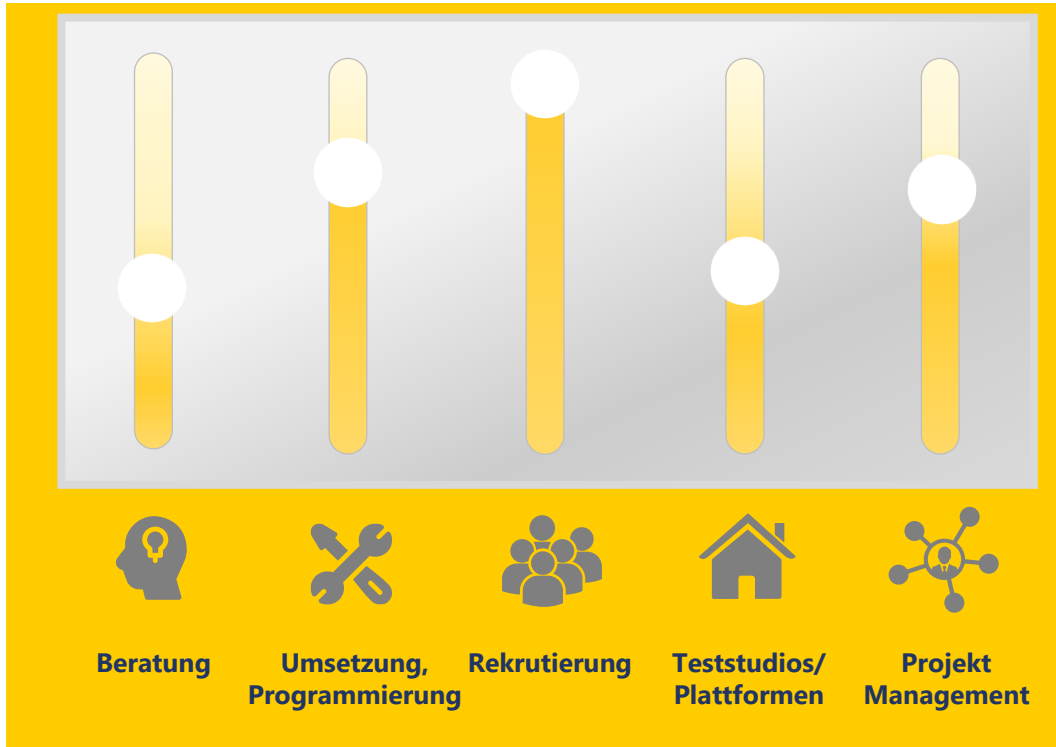 Beratung
Umsetzung,
Programmierung
Rekrutierung
Teststudios/
Plattformen
Projekt
Management